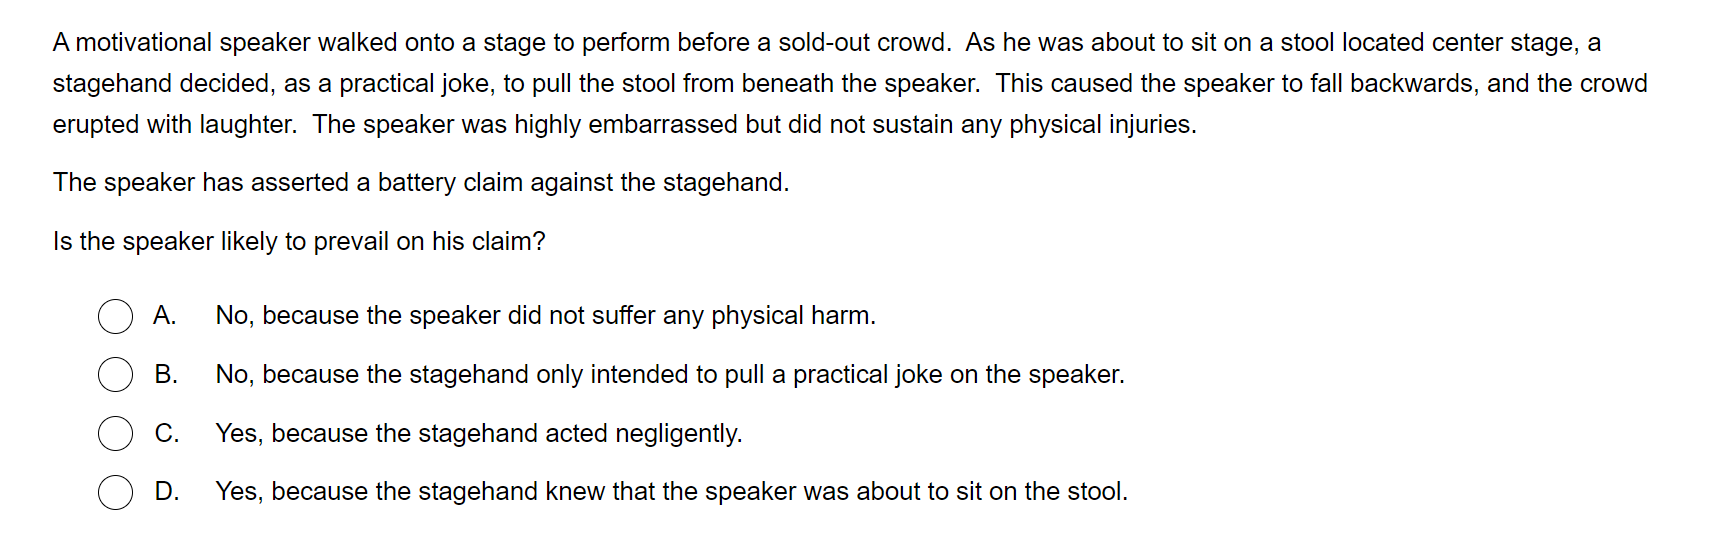 A motivational speaker walked onto a stage to perform before a sold-out crowd.  As he was about to sit on a stool located center stage, a
stagehand decided, as a practical joke, to pull the stool from beneath the speaker.  This caused the speaker to fall backwards, and the crowd
erupted with laughter.  The speaker was highly embarrassed but did not sustain any physical injuries.
The speaker has asserted a battery claim against the stagehand.
Is the speaker likely to prevail on his claim?
A. No, because the speaker did not suffer any physical harm.
B. No, because the stagehand only intended to pull a practical joke on the speaker.
C. Yes, because the stagehand acted negligently.
D. Yes, because the stagehand knew that the speaker was about to sit on the stool.